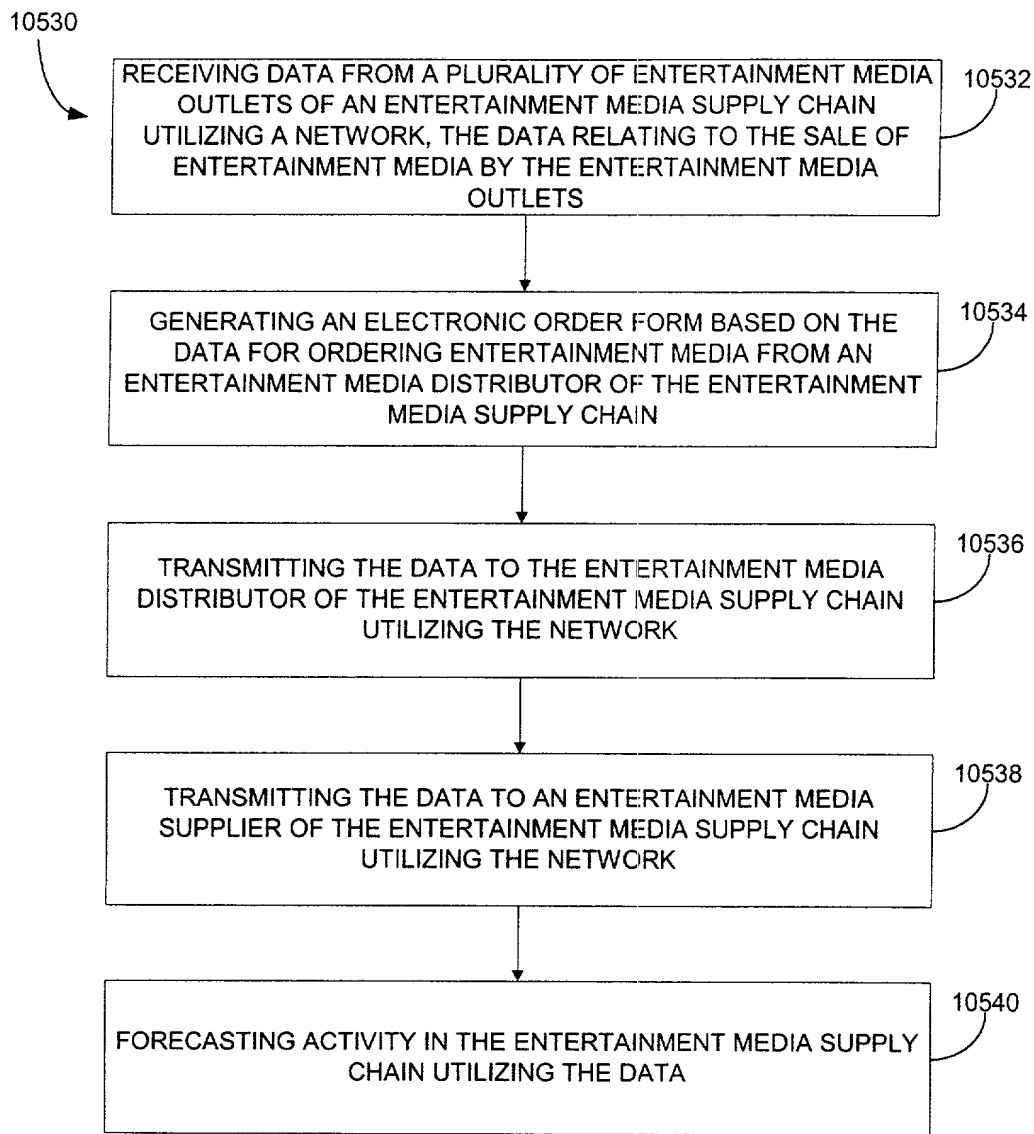 10530
RECEIVING DATA FROM A PLURALITY OF ENTERTAINMENT MEDIA
OUTLETS OF AN ENTERTAINMENT MEDIA SUPPLY CHAIN
UTILIZING A NETWORK, THE DATA RELATING TO THE SALE OF
ENTERTAINMENT MEDIA BY THE ENTERTAINMENT MEDIA
OUTLETS
10532
GENERATING AN ELECTRONIC ORDER FORM BASED ON THE
DATA FOR ORDERING ENTERTAINMENT MEDIA FROM AN
ENTERTAINMENT MEDIA DISTRIBUTOR OF THE ENTERTAINMENT
MEDIA SUPPLY CHAIN
10534
TRANSMITTING THE DATA TO THE ENTERTAINMENT MEDIA
DISTRIBUTOR OF THE ENTERTAINMENT MEDIA SUPPLY CHAIN
UTILIZING THE NETWORK
10536
TRANSMITTING THE DATA TO AN ENTERTAINMENT MEDIA
SUPPLIER OF THE ENTERTAINMENT MEDIA SUPPLY CHAIN
UTILIZING THE NETWORK
10538
FORECASTING ACTIVITY IN THE ENTERTAINMENT MEDIA SUPPLY
CHAIN UTILIZING THE DATA
10540